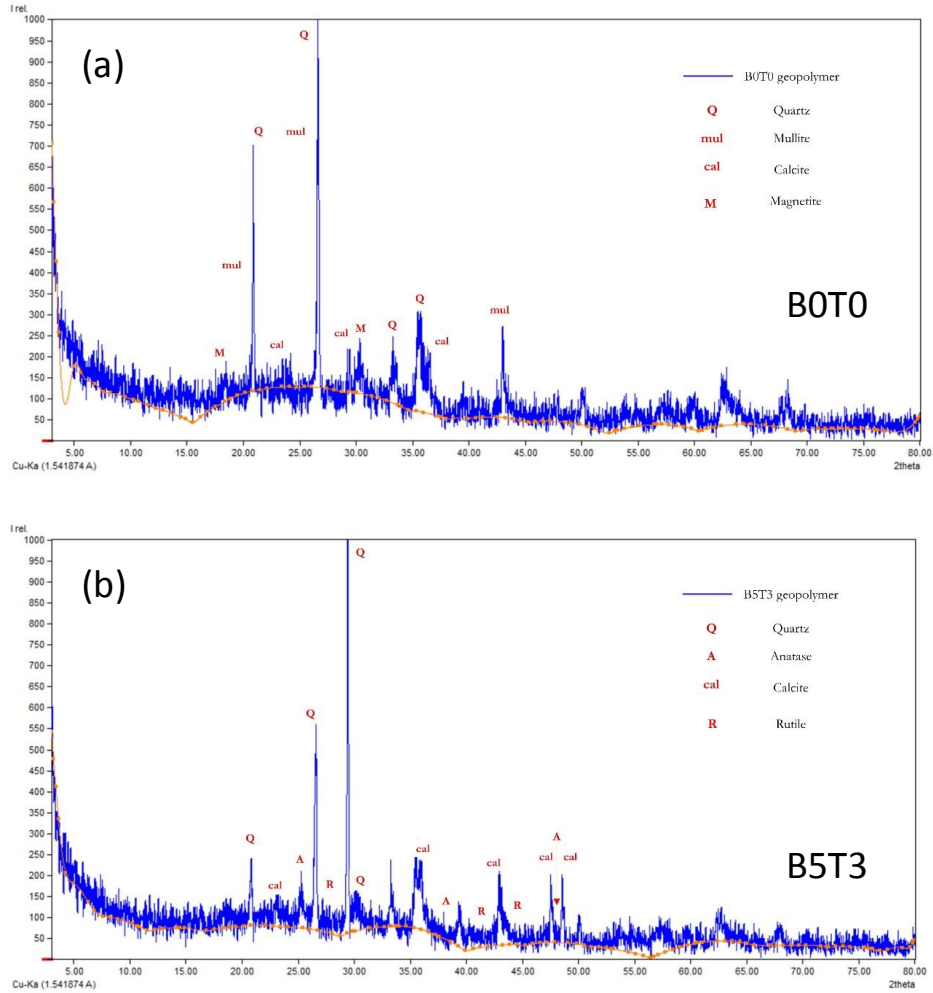 I rel.
1000
950
900
850
800
750
700
650
600
550
500
450
400
350
300
250
200
150
100
50
(a)
Q
Q
mul
mul
M
cal
cal
M
Q
Q
cal
mul
B0T0 geopolymer
Q Quartz
mul Mullite
cal Calcite
M Magnetite
B0T0
5.00 10.00 15.00 20.00 25.00 30.00 35.00 40.00 45.00 50.00 55.00 60.00 65.00 70.00 75.00 80.00
Cu-Ka (1.541874 A) 2theta
I rel.
1000
950
900
850
800
750
700
650
600
550
500
450
400
350
300
250
200
150
100
50
(b)
Q
Q
Q
cal
A
R
Q
cal
A
R
cal
R
cal
A
cal
B5T3 geopolymer
Q Quartz
A Anatase
cal Calcite
R Rutile
B5T3
5.00 10.00 15.00 20.00 25.00 30.00 35.00 40.00 45.00 50.00 55.00 60.00 65.00 70.00 75.00 80.00
Cu-Ka (1.541874 A) 2theta